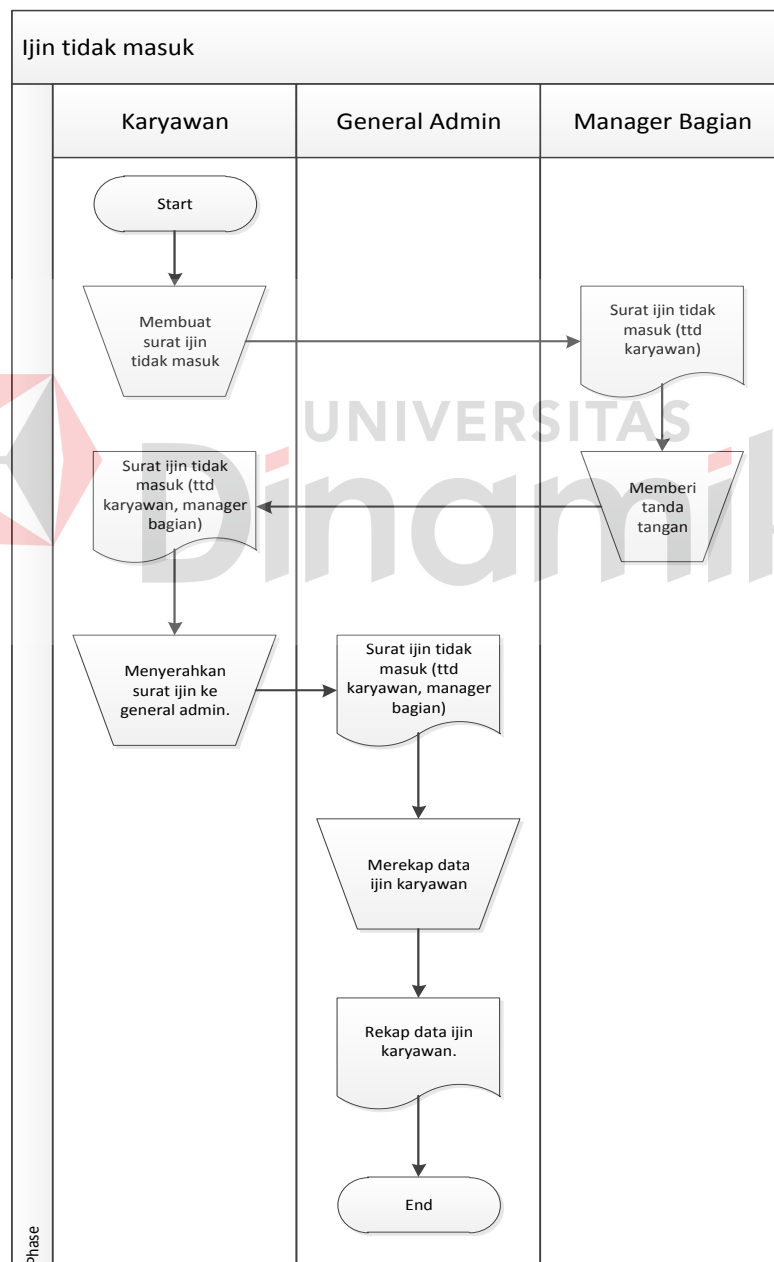 Ijin tidak masuk
Karyawan
General Admin
Manager Bagian
Start
Membuat
surat ijin
tidak masuk
Surat ijin tidak
masuk (ttd
karyawan)
UNIVERSITAS
Dinamik
Memberi
tanda
tangan
Surat ijin tidak
masuk (ttd
karyawan, manager
bagian)
Menyerahkan
surat ijin ke
general admin.
Surat ijin tidak
masuk (ttd
karyawan, manager
bagian)
Merekap data
ijin karyawan
Rekap data ijin
karyawan.
End
Phase